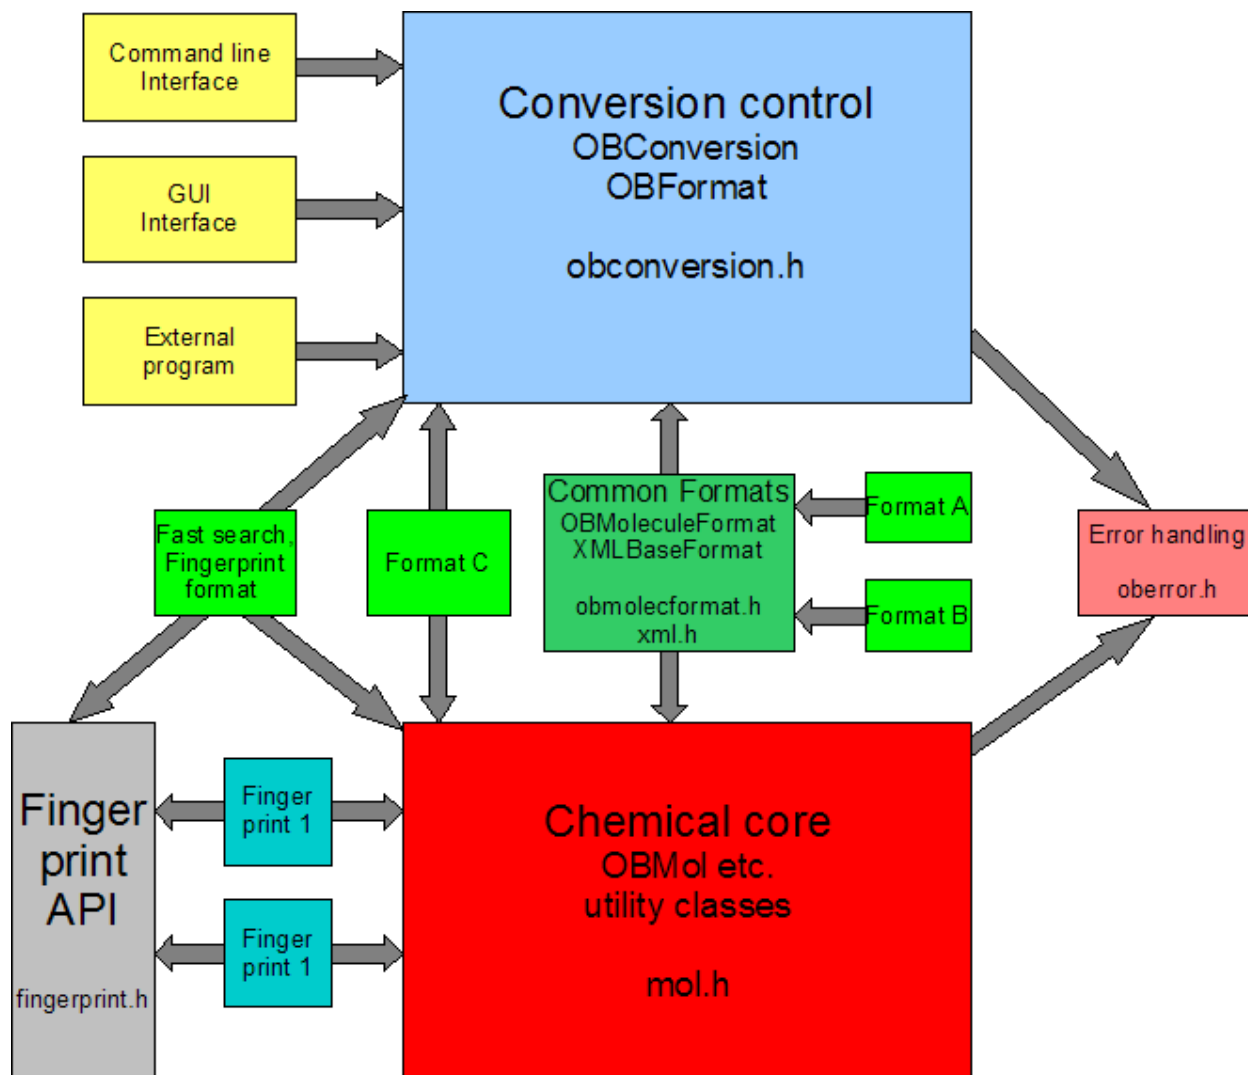 Command line
Interface
Conversion control
OBConversion
OBFormat
obconversion.h
GUI
Interface
External
program
Fast search,
Fingerprint
format
Format C
Common Formats
OBMoleculeFormat
XMLBaseFormat
obmolecformat.h
xml.h
Format A
Format B
Error handling
oberror.h
Finger
print
API
fingerprint.h
Finger
print 1
Finger
print 1
Chemical core
OBMol etc.
utility classes
mol.h